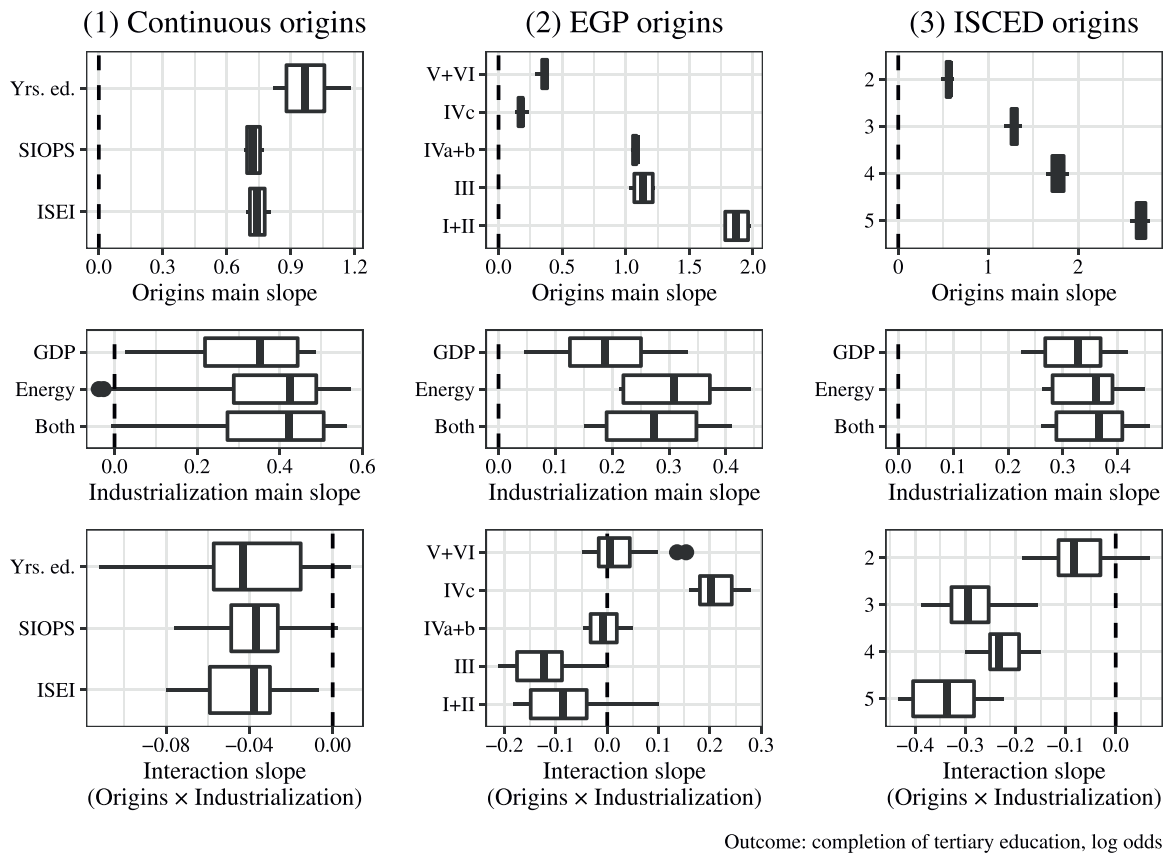 (1) Continuous origins
(2) EGP origins
(3) ISCED origins
Yrs. ed.
SIOPS
ISEI
0.0 0.3 0.6 0.9 1.2
Origins main slope
V+VI
IVc
IVa+b
III
I+II
0.0 0.5 1.0 1.5 2.0
Origins main slope
2
3
4
5
0 1 2
Origins main slope
GDP
Energy
Both
0.0 0.2 0.4 0.6
Industrialization main slope
GDP
Energy
Both
0.0 0.1 0.2 0.3 0.4
Industrialization main slope
GDP
Energy
Both
0.0 0.1 0.2 0.3 0.4
Industrialization main slope
Yrs. ed.
SIOPS
ISEI
−0.08 −0.04 0.00
Interaction slope
(Origins × Industrialization)
V+VI
IVc
IVa+b
III
I+II
−0.2 −0.1 0.0 0.1 0.2 0.3
Interaction slope
(Origins × Industrialization)
2
3
4
5
−0.4 −0.3 −0.2 −0.1 0.0
Interaction slope
(Origins × Industrialization)
Outcome: completion of tertiary education, log odds